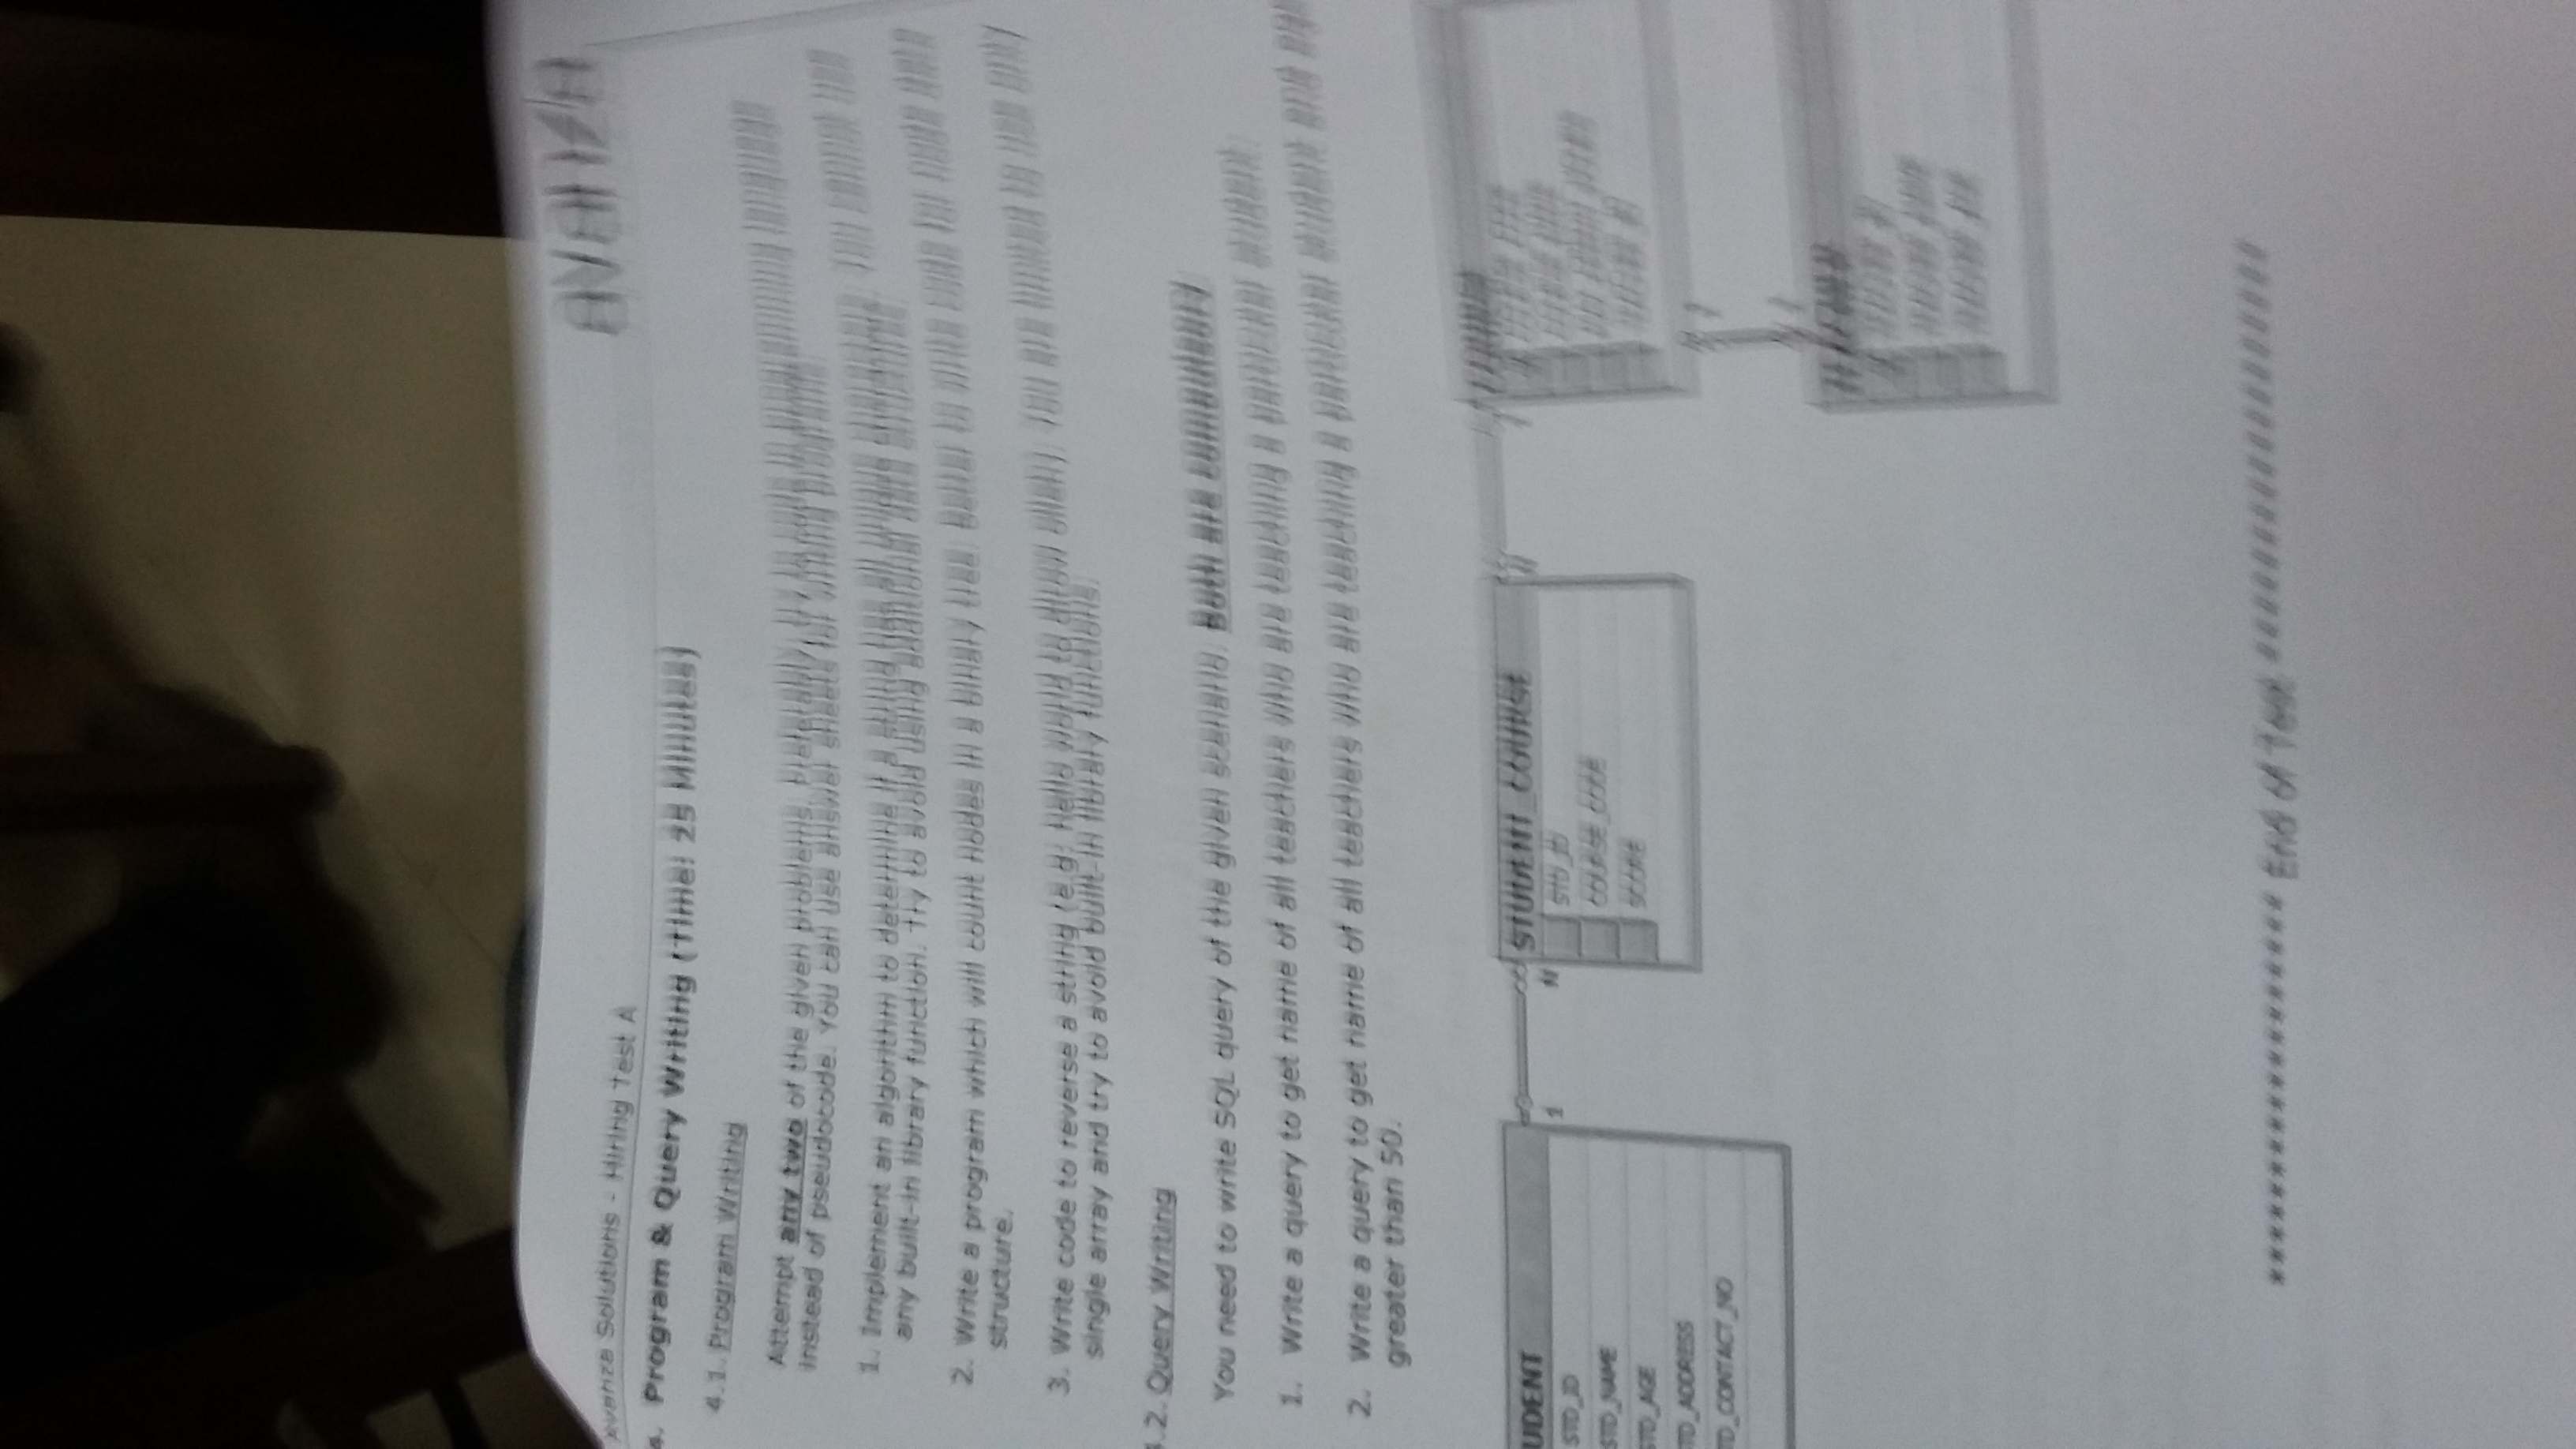 Avanza Solutions - Hiring Test A
AVANZA
4. Program & Query Writing (Time: 25 Minutes)
4.1. Program Writing
Attempt any two of the given problems. Preferably, try to code in programming language
instead of pseudocode. You can use answer sheets for writing programs.
1. Implement an algorithm to determine if a string has all unique characters. You cannot use
any built-in library function. Try to avoid using additional data structures.
2. Write a program which will count nodes in a binary tree. Better to write code for node data
structure.
3. Write code to reverse a string (e.g: Hello world to dlrow olleh). You are limited to use only
single array and try to avoid built-in library functions.
4.2. Query Writing
You need to write SQL query of the given scenario. Both are compulsory.
1. Write a query to get name of all teachers who are teaching a particular student.
2. Write a query to get name of all teachers who are teaching a particular student and
greater than 50.
UDENT
STD_ID
STD_NAME
STD_AGE
TD_ADDRESS
TD_CONTACT_NO
1
N
STUDENT_COURSE
STD_ID
COURSE_CODE
SCORE
COURSE
COURSE_CODE
COURSE_NAME
TEACHER_ID
1
1
TEACHER
TEACHER_ID
TEACHER_NAME
TEACHER_AGE
****************** End of Test ******************